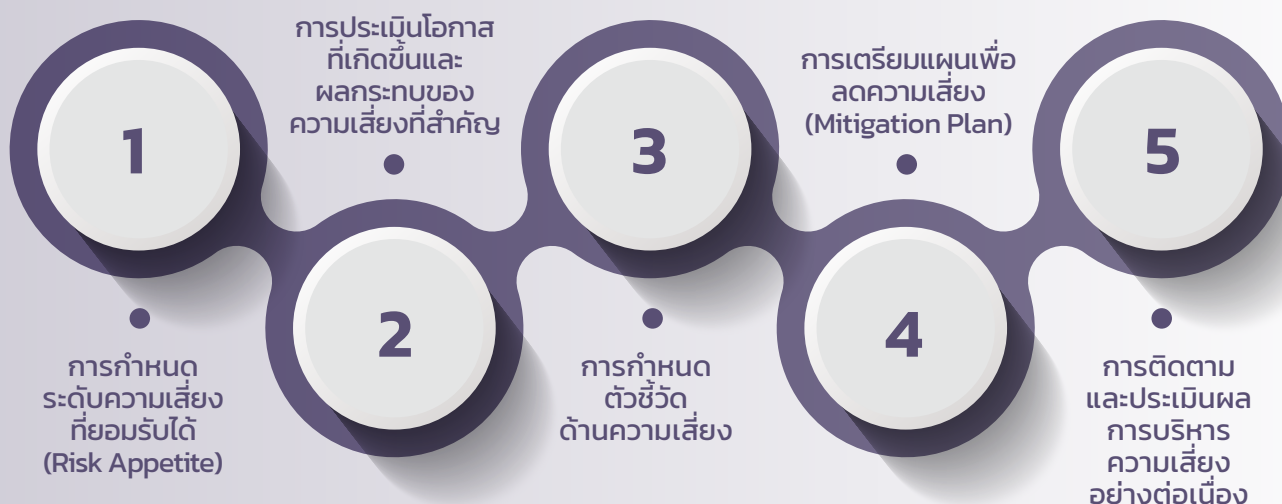 1
การกำหนด
ระดับความเสี่ยง
ที่ยอมรับได้
(Risk Appetite)
การประเมินโอกาส
ที่เกิดขึ้นและ
ผลกระทบของ
ความเสี่ยงที่สำคัญ
2
3
การกำหนด
ตัวชี้วัด
ด้านความเสี่ยง
การเตรียมแผนเพื่อ
ลดความเสี่ยง
(Mitigation Plan)
4
5
การติดตาม
และประเมินผล
การบริหาร
ความเสี่ยง
อย่างต่อเนื่อง